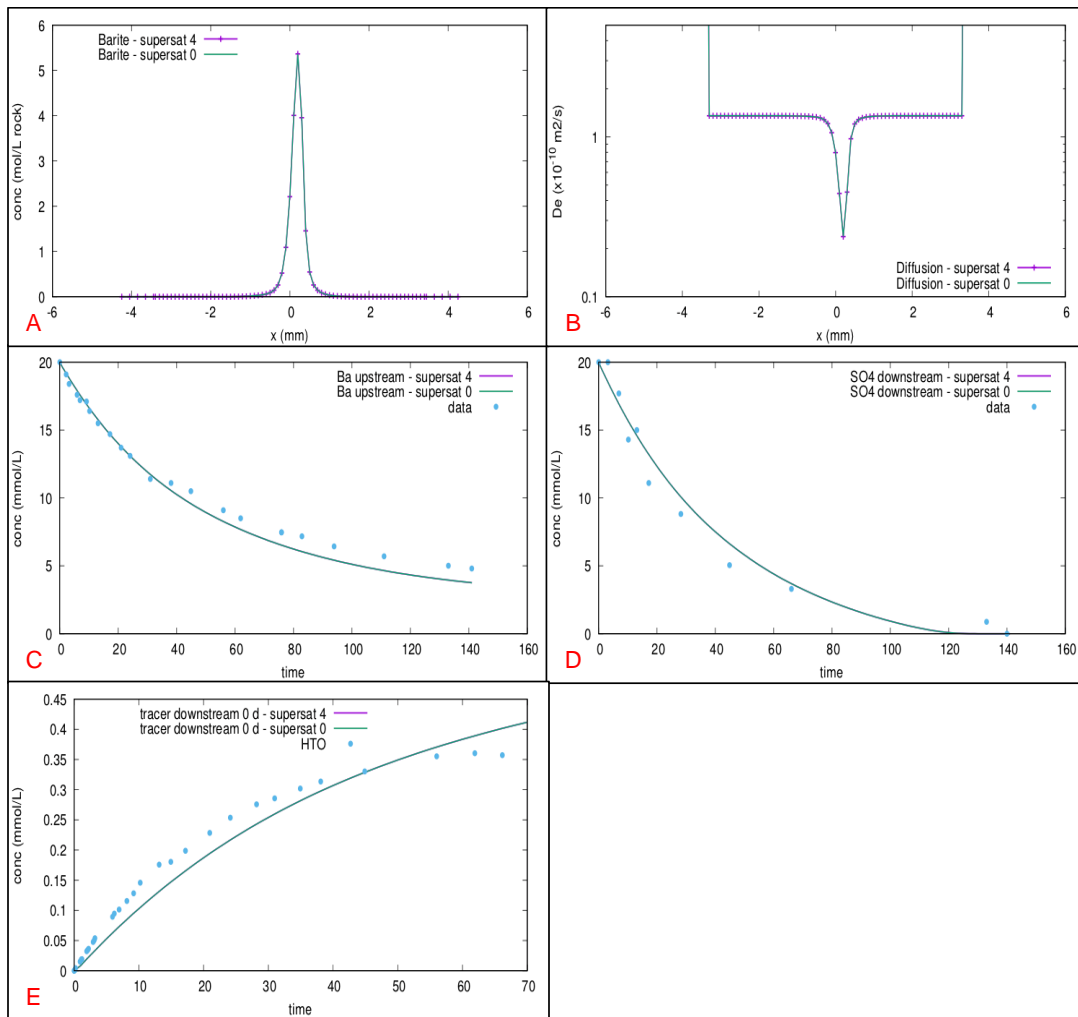 Barite - supersat 4
Barite - supersat 0
conc (mol/L rock)
6
5
4
3
2
1
0
-6 -4 -2 0 2 4 6
x (mm)
A
Diffusion - supersat 4
Diffusion - supersat 0
De (x10^-10 m2/s)
1
0.1
-6 -4 -2 0 2 4 6
x (mm)
B
Ba upstream - supersat 4
Ba upstream - supersat 0
data
conc (mmol/L)
20
15
10
5
0
0 20 40 60 80 100 120 140 160
time
C
SO4 downstream - supersat 4
SO4 downstream - supersat 0
data
conc (mmol/L)
20
15
10
5
0
0 20 40 60 80 100 120 140 160
time
D
tracer downstream 0 d - supersat 4
tracer downstream 0 d - supersat 0
HTO
conc (mmol/L)
0.45
0.4
0.35
0.3
0.25
0.2
0.15
0.1
0.05
0
0 10 20 30 40 50 60 70
time
E